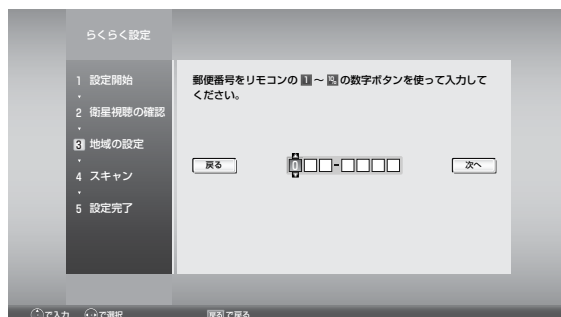 らくらく設定
1 設定開始
2 衛星視聴の確認
3 地域の設定
4 スキャン
5 設定完了
郵便番号をリモコンの 1 ~ 10 の数字ボタンを使って入力して
ください。
戻る
-
次へ
で入力 で選択 戻る で戻る